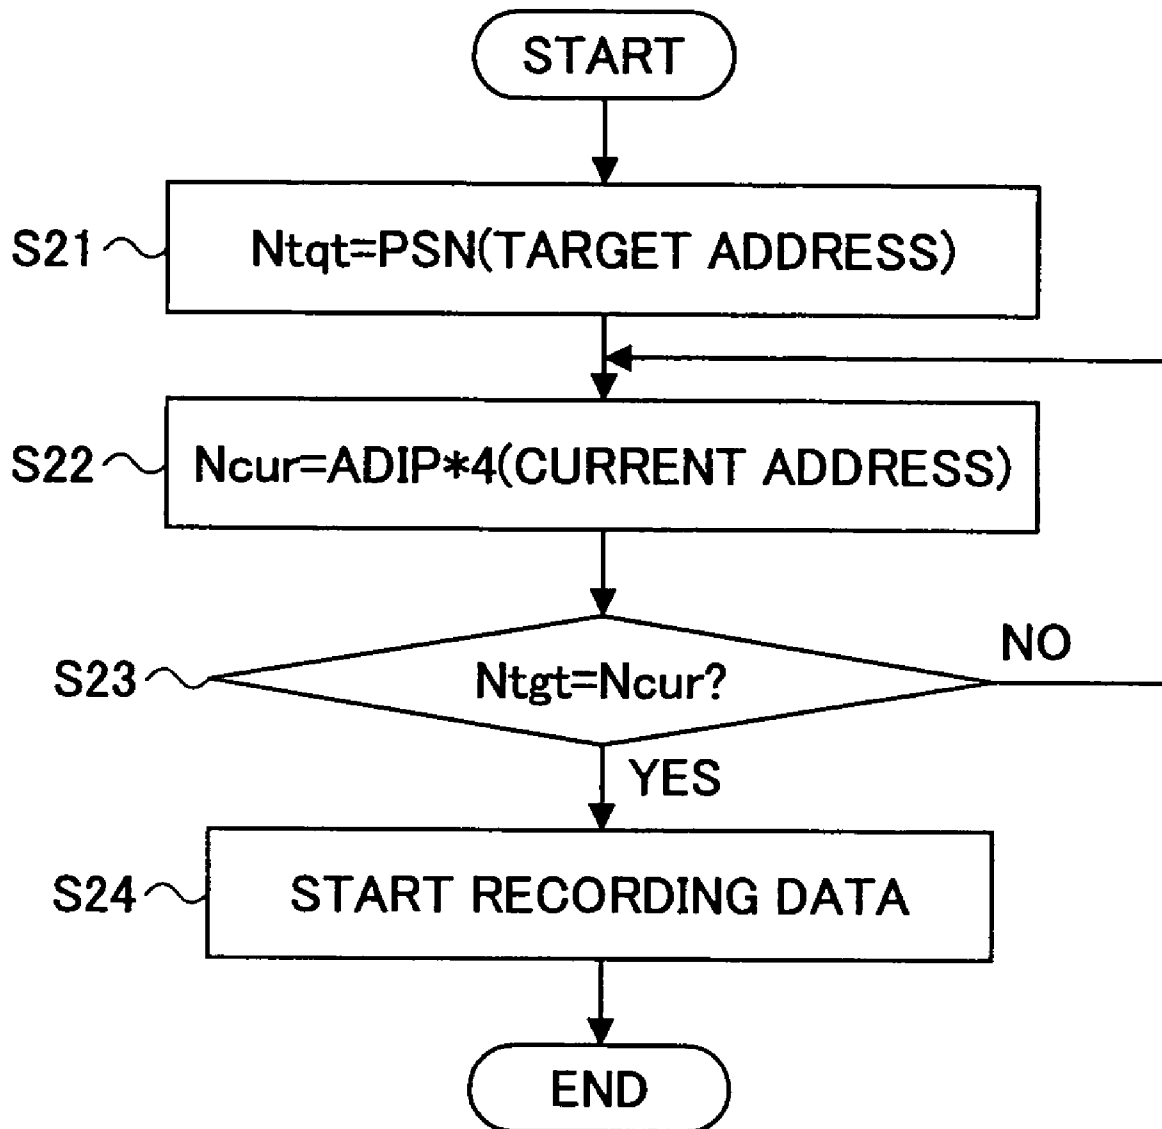 START
S21
Ntqt=PSN(TARGET ADDRESS)
S22
Ncur=ADIP*4(CURRENT ADDRESS)
S23
Ntgt=Ncur?
NO
YES
S24
START RECORDING DATA
END